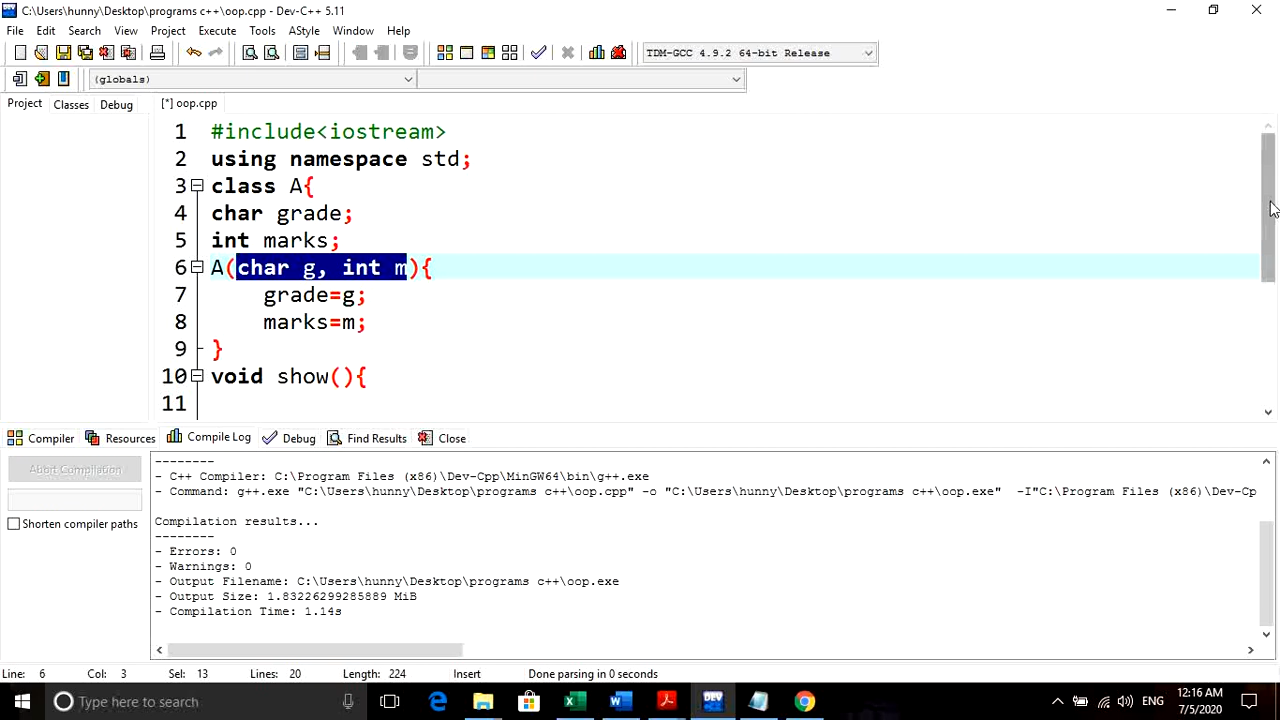 C:\Users\hunny\Desktop\programs c++\oop.cpp - Dev-C++ 5.11
File Edit Search View Project Execute Tools AStyle Window Help
TDM-GCC 4.9.2 64-bit Release
(globals)
Project Classes Debug [*] oop.cpp
1 #include<iostream>
2 using namespace std;
3 class A{
4 char grade;
5 int marks;
6 A(char g, int m){
7 grade=g;
8 marks=m;
9 }
10 void show(){
11
Compiler Resources Compile Log Debug Find Results Close
Abort Compilation
Shorten compiler paths
--------
- C++ Compiler: C:\Program Files (x86)\Dev-Cpp\MinGW64\bin\g++.exe
- Command: g++.exe "C:\Users\hunny\Desktop\programs c++\oop.cpp" -o "C:\Users\hunny\Desktop\programs c++\oop.exe" -I"C:\Program Files (x86)\Dev-Cp
Compilation results...
--------
- Errors: 0
- Warnings: 0
- Output Filename: C:\Users\hunny\Desktop\programs c++\oop.exe
- Output Size: 1.83226299285889 MiB
- Compilation Time: 1.14s
Line: 6 Col: 3 Sel: 13 Lines: 20 Length: 224 Insert Done parsing in 0 seconds
Type here to search
DEV
ENG
12:16 AM
7/5/2020